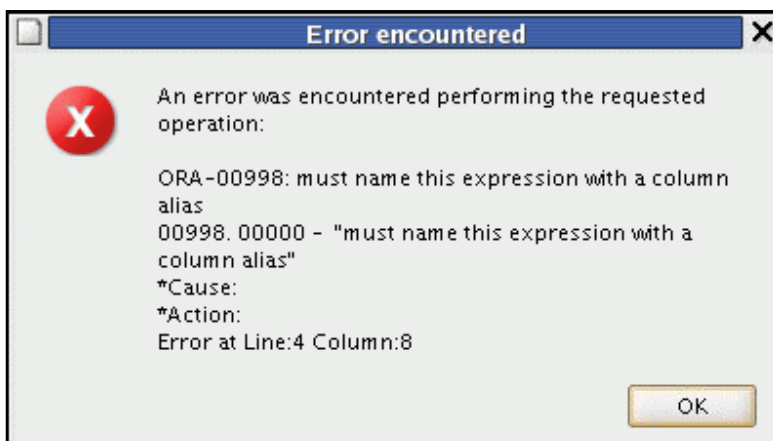 Error encountered
An error was encountered performing the requested
operation:
ORA-00998: must name this expression with a column
alias
00998. 00000 - "must name this expression with a
column alias"
*Cause:
*Action:
Error at Line:4 Column:8
OK